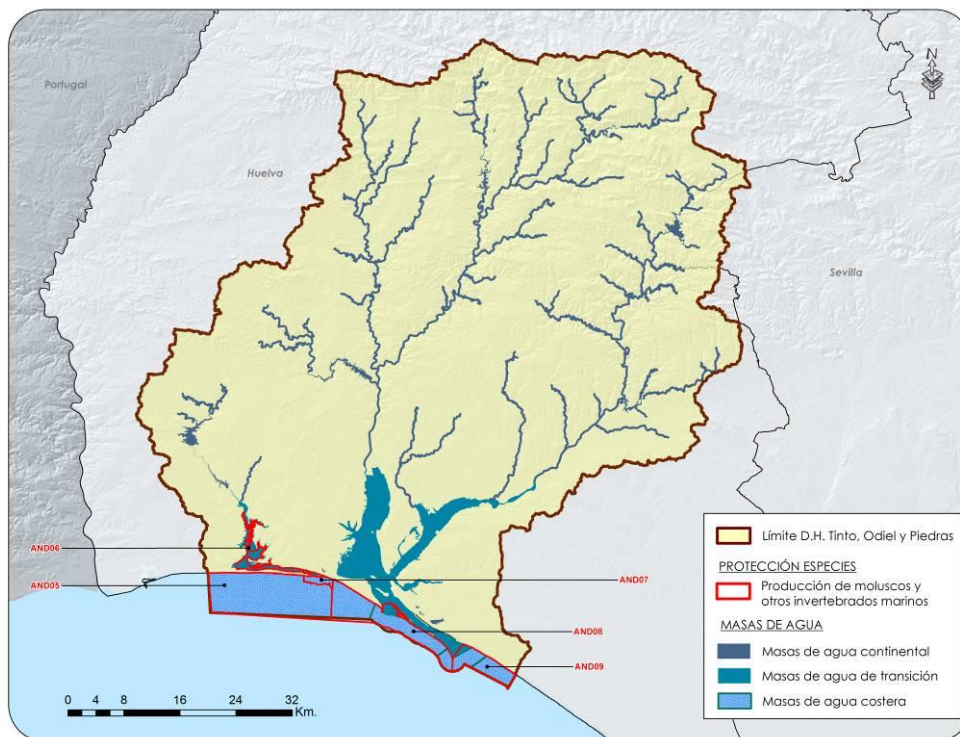 N
Portugal
Huelva
Sevilla
AND06
AND05
AND07
AND08
AND09
0 4 8 16 24 32
Km.
Límite D.H. Tinto, Odiel y Piedras
PROTECCIÓN ESPECIES
Producción de moluscos y
otros invertebrados marinos
MASAS DE AGUA
Masas de agua continental
Masas de agua de transición
Masas de agua costera